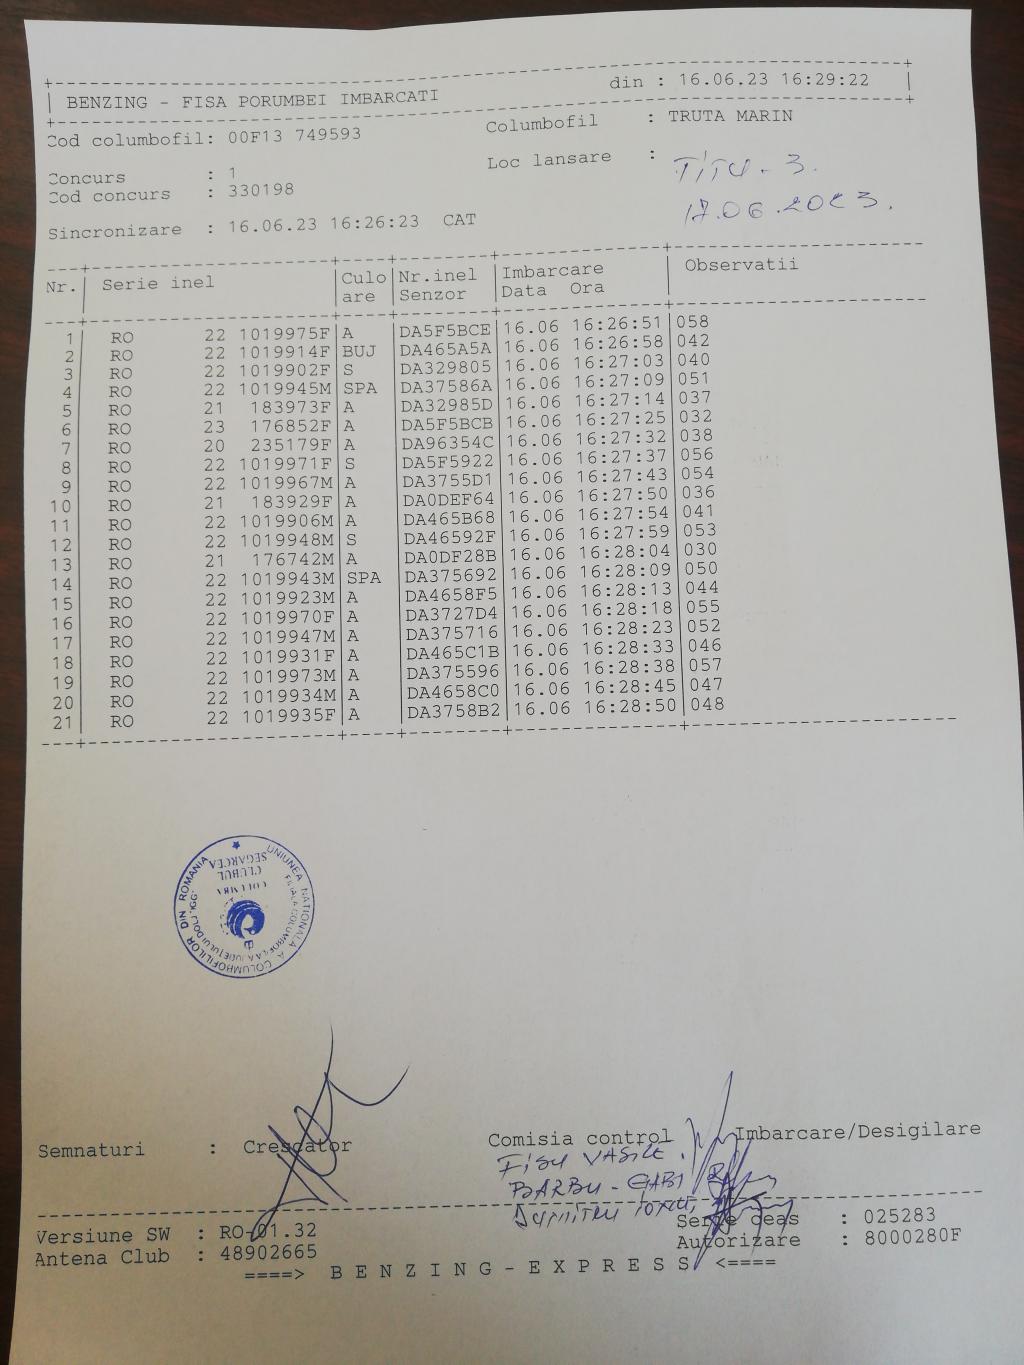 BENZING - FISA PORUMBEI IMBARCATI din : 16.06.23 16:29:22
Cod columbofil: 00F13 749593 Columbofil : TRUTA MARIN
Loc lansare : TITU - 3.
Concurs : 1
Cod concurs : 330198
17.06.2023.
Sincronizare : 16.06.23 16:26:23 CAT
Nr. Serie inel Culo Nr.inel Imbarcare Observatii
are Senzor Data Ora
1 RO 22 1019975F A DA5F5BCE 16.06 16:26:51 058
2 RO 22 1019914F BUJ DA465A5A 16.06 16:26:58 042
3 RO 22 1019902F S DA329805 16.06 16:27:03 040
4 RO 22 1019945M SPA DA37586A 16.06 16:27:09 051
5 RO 21 183973F A DA32985D 16.06 16:27:14 037
6 RO 23 176852F A DA5F5BCB 16.06 16:27:25 032
7 RO 20 235179F A DA96354C 16.06 16:27:32 038
8 RO 22 1019971F S DA5F5922 16.06 16:27:37 056
9 RO 22 1019967M A DA3755D1 16.06 16:27:43 054
10 RO 21 183929F A DA0DEF64 16.06 16:27:50 036
11 RO 22 1019906M A DA465B68 16.06 16:27:54 041
12 RO 22 1019948M S DA46592F 16.06 16:27:59 053
13 RO 21 176742M A DA0DF28B 16.06 16:28:04 030
14 RO 22 1019943M SPA DA375692 16.06 16:28:09 050
15 RO 22 1019923M A DA4658F5 16.06 16:28:13 044
16 RO 22 1019970F A DA3727D4 16.06 16:28:18 055
17 RO 22 1019947M A DA375716 16.06 16:28:23 052
18 RO 22 1019931F A DA465C1B 16.06 16:28:33 046
19 RO 22 1019973M A DA375596 16.06 16:28:38 057
20 RO 22 1019934M A DA4658C0 16.06 16:28:45 047
21 RO 22 1019935F A DA3758B2 16.06 16:28:50 048
UNIUNEA NATIONALA A COLUMBOFILILOR DIN ROMANIA
CLUBUL
SEGARCEA
Semnaturi : Crescator Comisia control Imbarcare/Desigilare
FISU VASILE.
BARBU - GABI
Versiune SW : RO-01.32 Serie ceas : 025283
Antena Club : 48902665 Autorizare : 8000280F
====> B E N Z I N G - E X P R E S S <====